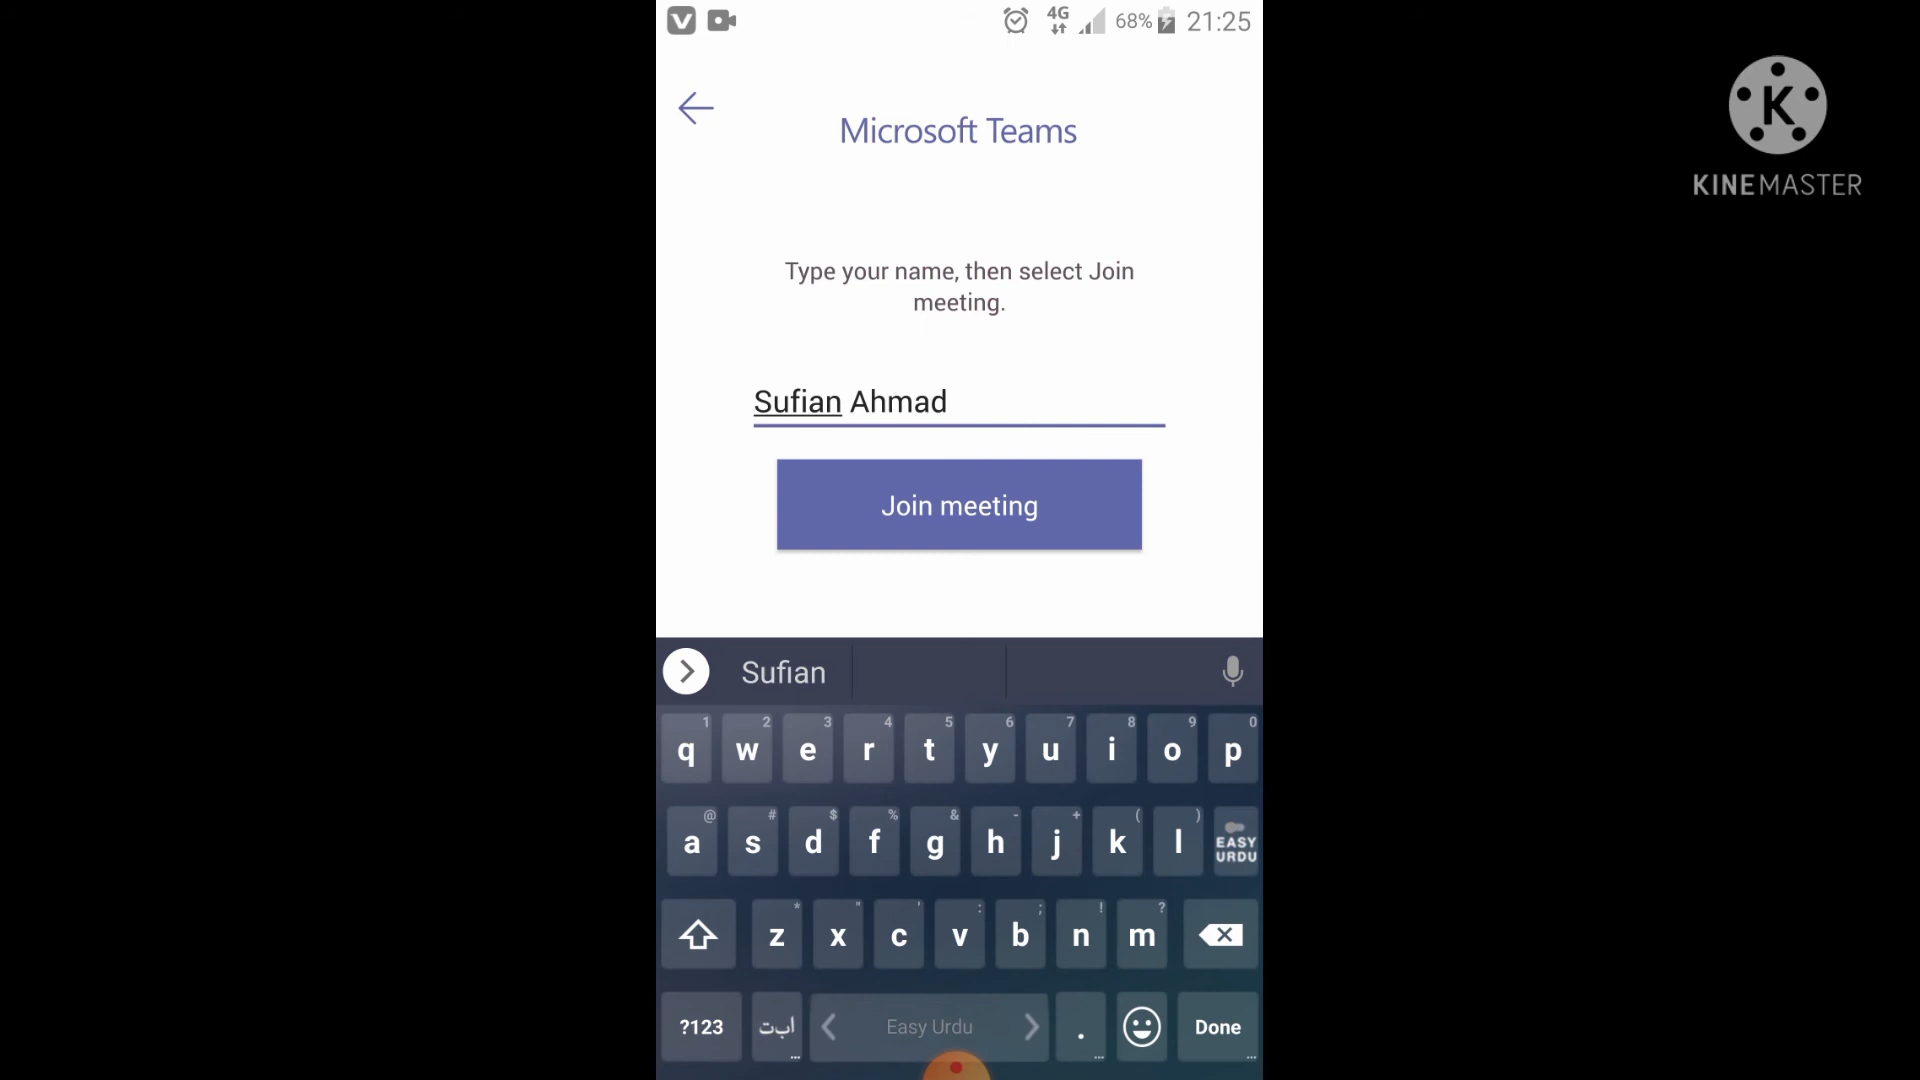 4G 68% 21:25
K
KINEMASTER
Microsoft Teams
Type your name, then select Join
meeting.
Sufian Ahmad
Join meeting
Sufian
1 2 3 4 5 6 7 8 9 0
q w e r t y u i o p
@ # $ % & - + ( )
a s d f g h j k l EASY URDU
* " ' : ; ! ?
z x c v b n m
?123 ابت Easy Urdu . Done